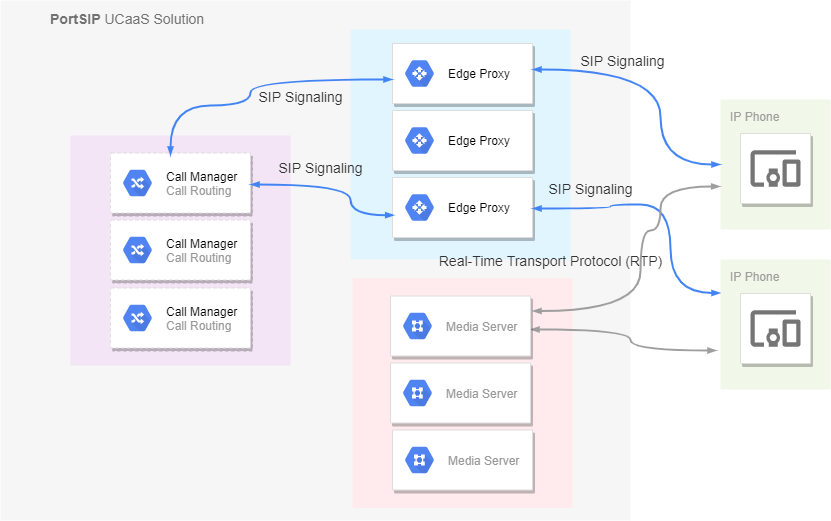 PortSIP UCaaS Solution
Edge Proxy
SIP Signaling
SIP Signaling
IP Phone
Edge Proxy
Call Manager
Call Routing
SIP Signaling
SIP Signaling
Edge Proxy
Call Manager
Call Routing
Real-Time Transport Protocol (RTP)
IP Phone
Call Manager
Call Routing
Media Server
Media Server
Media Server